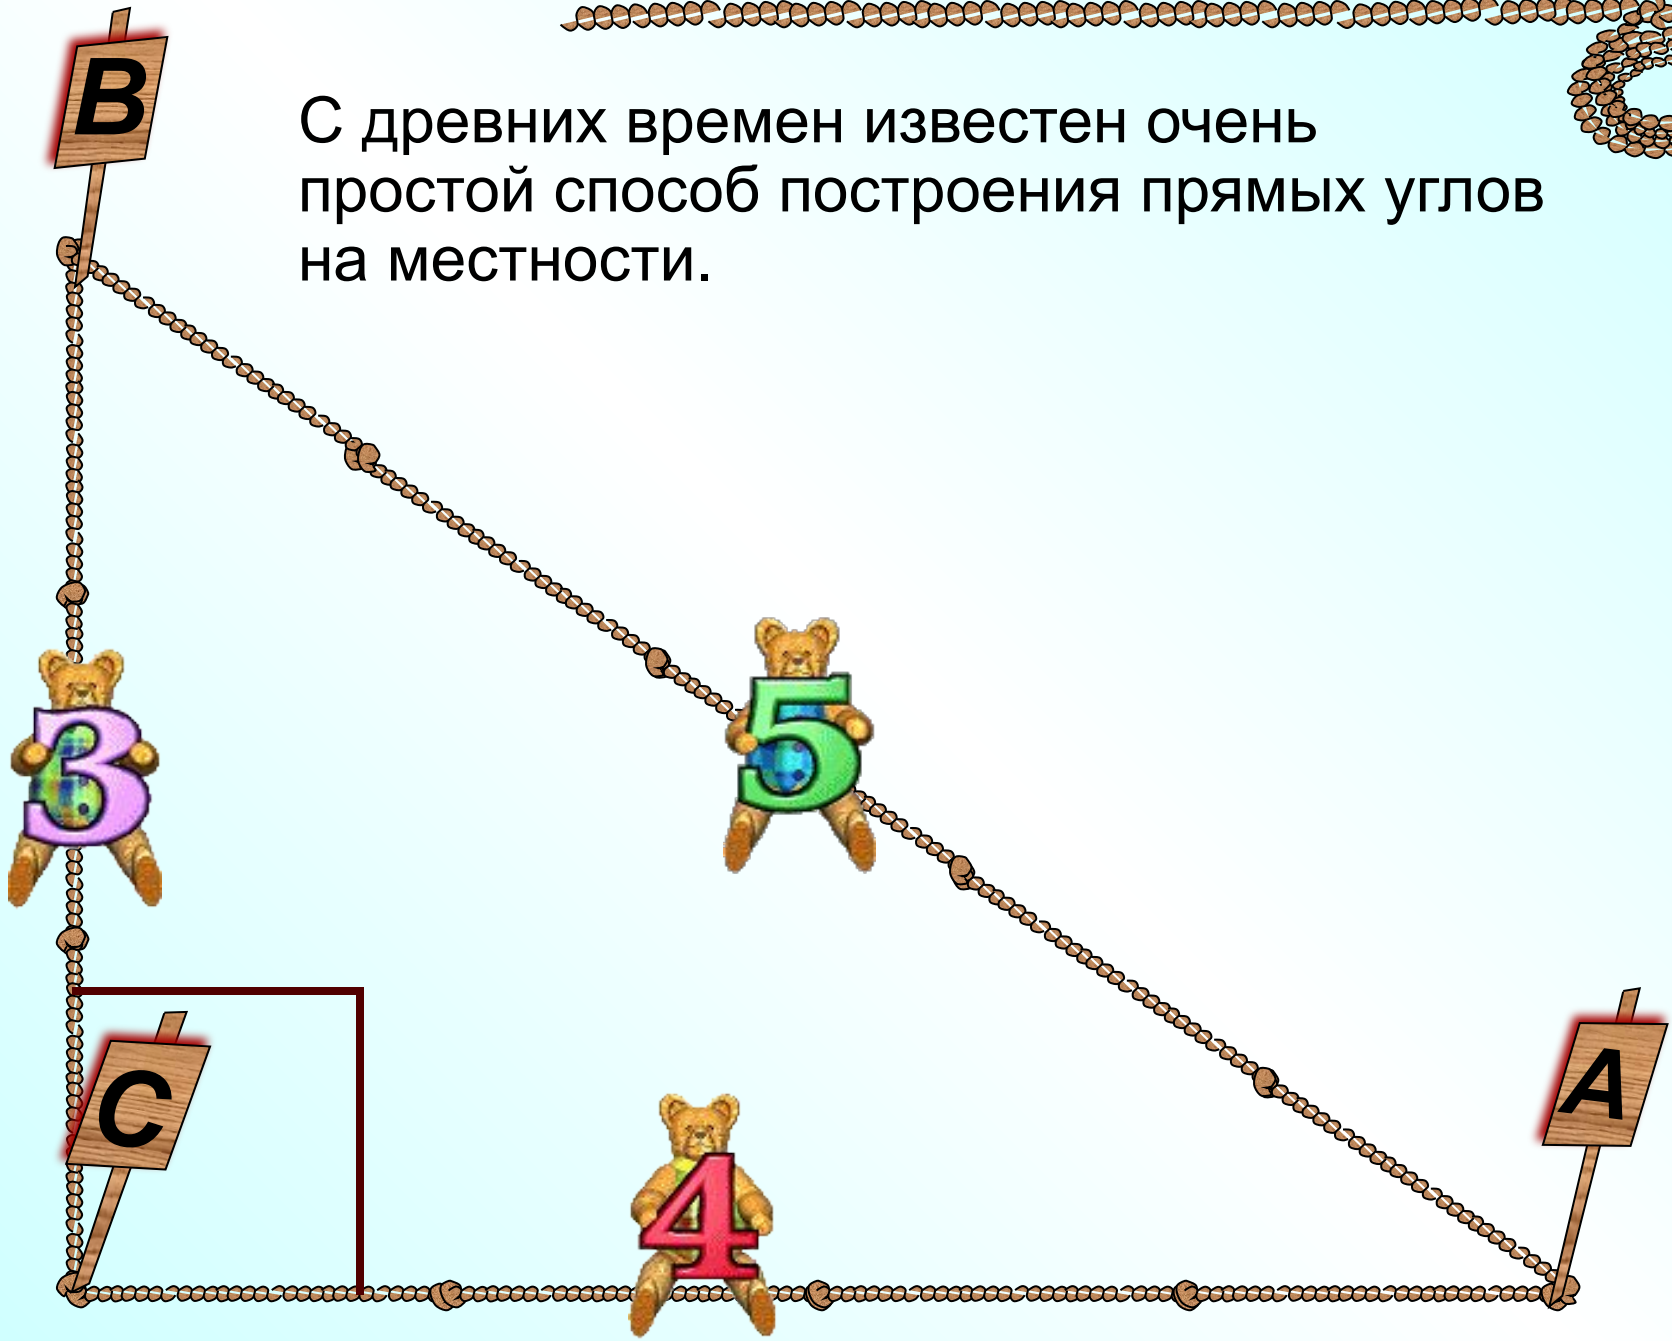 B
С древних времен известен очень
простой способ построения прямых углов
на местности.
3
5
C
A
4